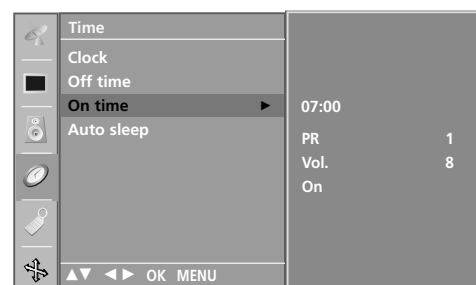 Time
Clock
Off time
On time ►
Auto sleep
▲▼ ◄► OK MENU
07:00
PR 1
Vol. 8
On